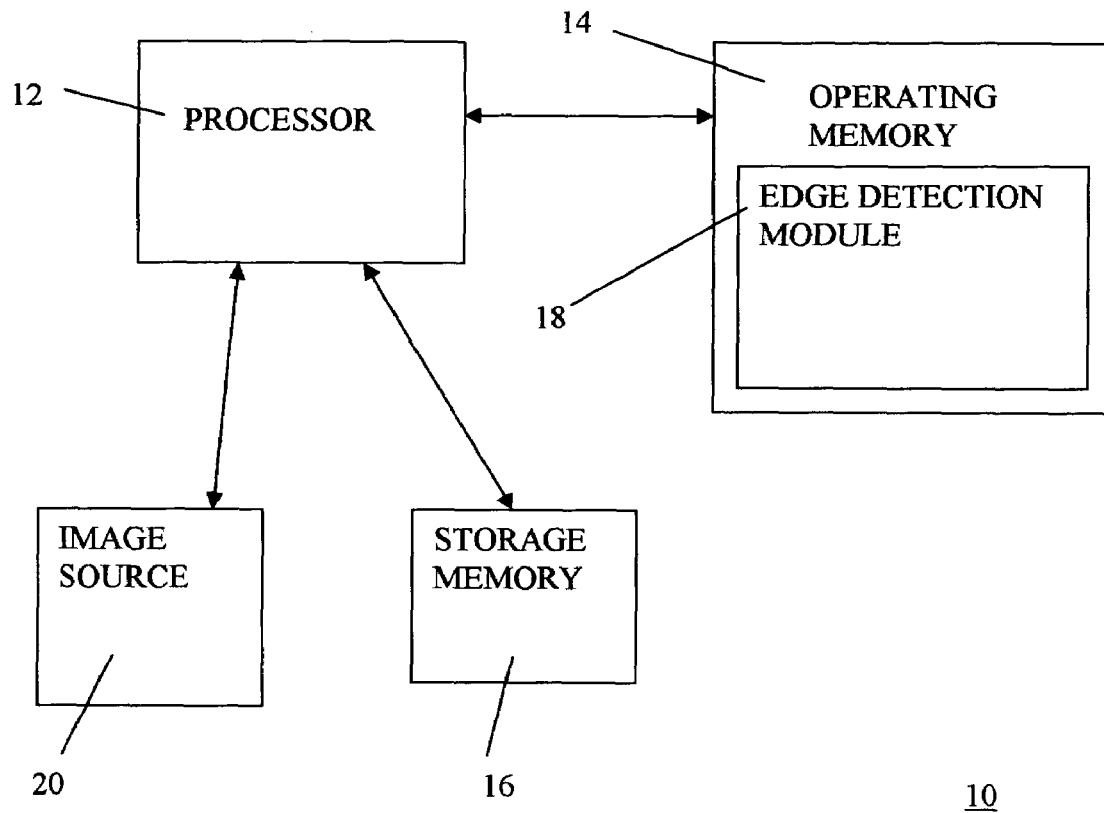 14
12
PROCESSOR
OPERATING
MEMORY
EDGE DETECTION
MODULE
18
IMAGE
SOURCE
STORAGE
MEMORY
20
16
10